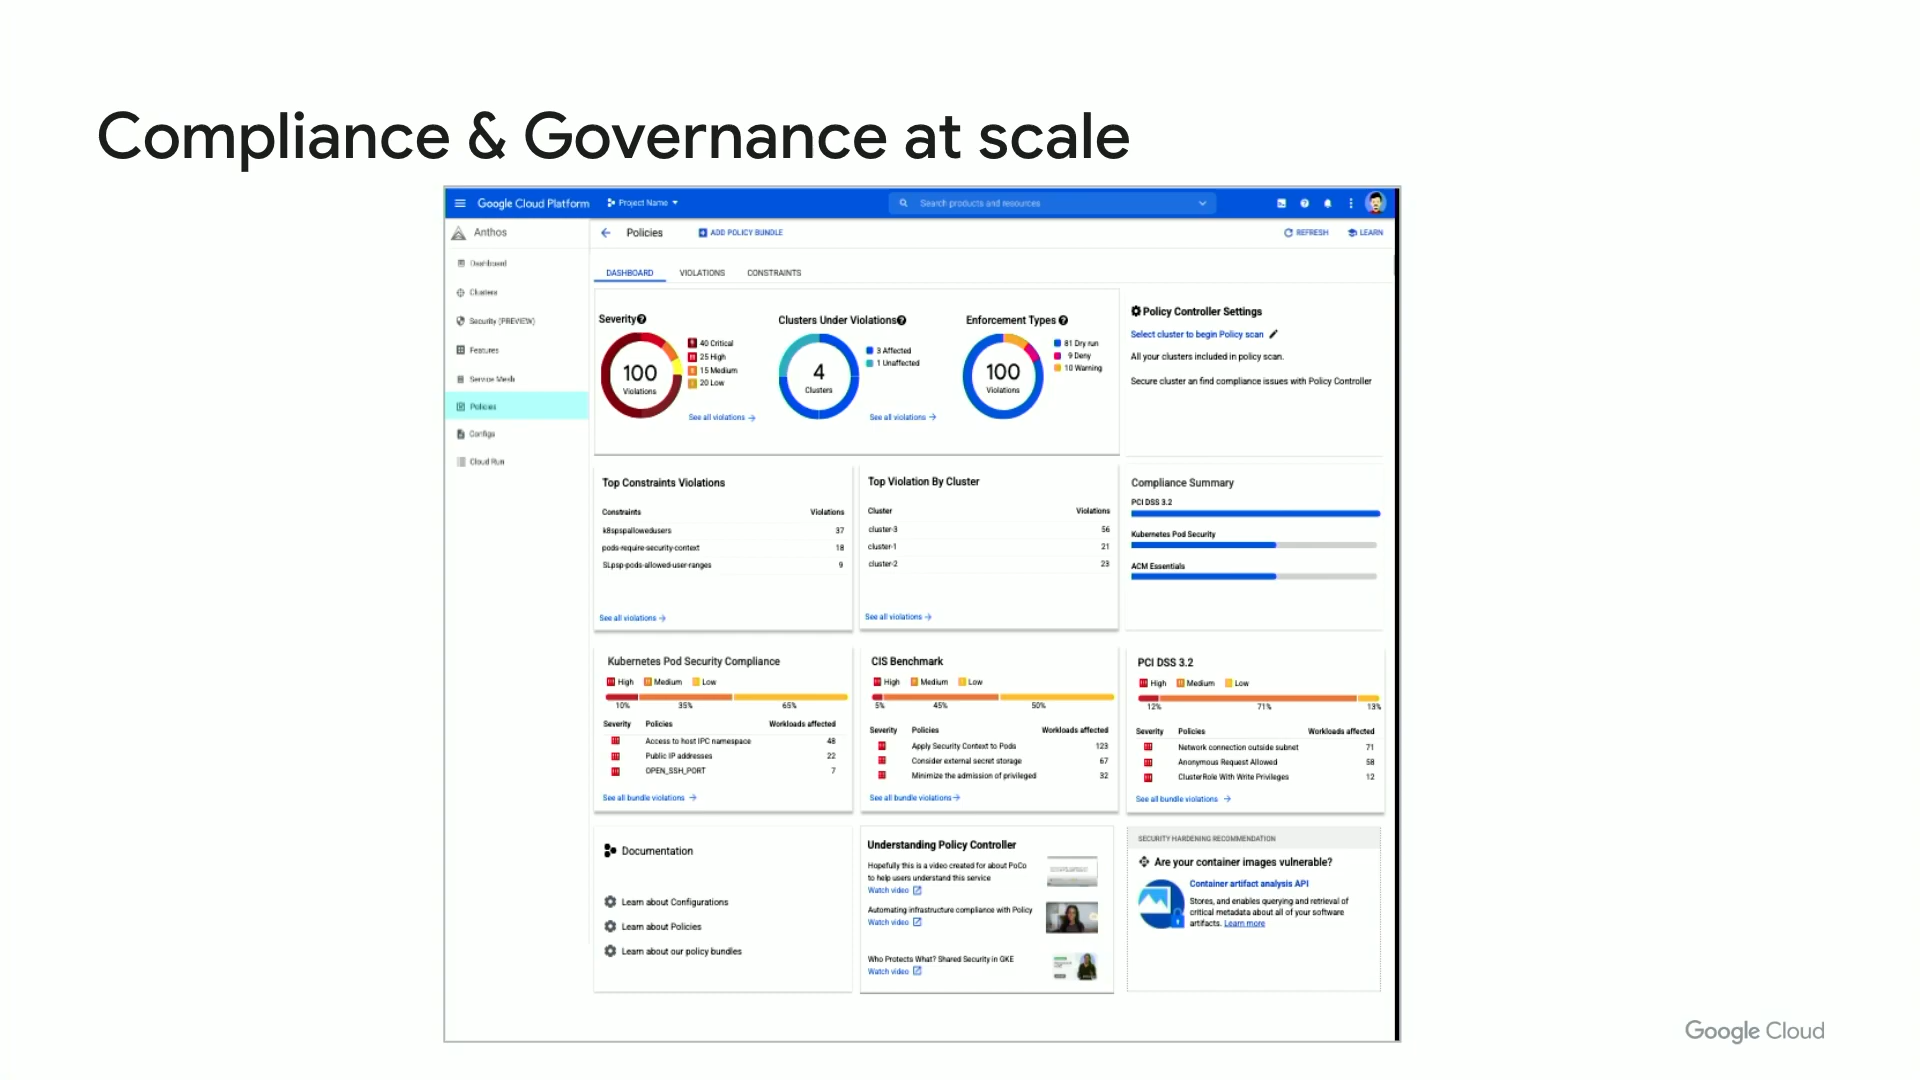 Compliance & Governance at scale
Google Cloud Platform
Project Name
Search products and resources
Anthos
Policies
ADD POLICY BUNDLE
REFRESH
LEARN
Dashboard
Clusters
Security (PREVIEW)
Features
Service Mesh
Policies
Configs
Cloud Run
DASHBOARD
VIOLATIONS
CONSTRAINTS
Severity
100
Violations
40 Critical
25 High
15 Medium
20 Low
See all violations
Clusters Under Violations
4
Clusters
3 Affected
1 Unaffected
See all violations
Enforcement Types
100
Violations
81 Dry run
9 Deny
10 Warning
Policy Controller Settings
Select cluster to begin Policy scan
All your clusters included in policy scan.
Secure cluster an find compliance issues with Policy Controller
Top Constraints Violations
Constraints Violations
k8spspallowedusers 37
pods-require-security-context 18
SLpsp-pods-allowed-user-ranges 9
See all violations
Top Violation By Cluster
Cluster Violations
cluster-3 56
cluster-1 21
cluster-2 23
See all violations
Compliance Summary
PCI DSS 3.2
Kubernetes Pod Security
ACM Essentials
Kubernetes Pod Security Compliance
High Medium Low
10% 35% 65%
Severity Policies Workloads affected
Access to host IPC namespace 48
Public IP addresses 22
OPEN_SSH_PORT 7
See all bundle violations
CIS Benchmark
High Medium Low
5% 45% 50%
Severity Policies Workloads affected
Apply Security Context to Pods 123
Consider external secret storage 67
Minimize the admission of privileged 32
See all bundle violations
PCI DSS 3.2
High Medium Low
12% 71% 13%
Severity Policies Workloads affected
Network connection outside subnet 71
Anonymous Request Allowed 58
ClusterRole With Write Privileges 12
See all bundle violations
Documentation
Learn about Configurations
Learn about Policies
Learn about our policy bundles
Understanding Policy Controller
Hopefully this is a video created for about PoCo
to help users understand this service
Watch video
Automating infrastructure compliance with Policy
Watch video
Who Protects What? Shared Security in GKE
Watch video
SECURITY HARDENING RECOMMENDATION
Are your container images vulnerable?
Container artifact analysis API
Stores, and enables querying and retrieval of
critical metadata about all of your software
artifacts. Learn more
Google Cloud